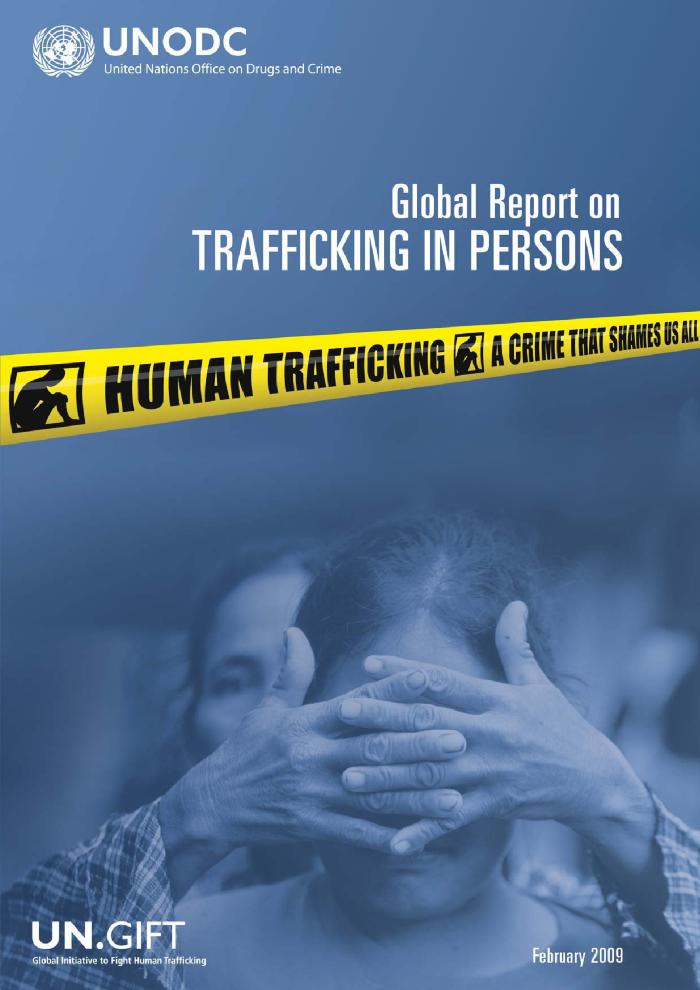 UNODC
United Nations Office on Drugs and Crime
Global Report on
TRAFFICKING IN PERSONS
HUMAN TRAFFICKING A CRIME THAT SHAMES US ALL
UN.GIFT
Global Initiative to Fight Human Trafficking
February 2009